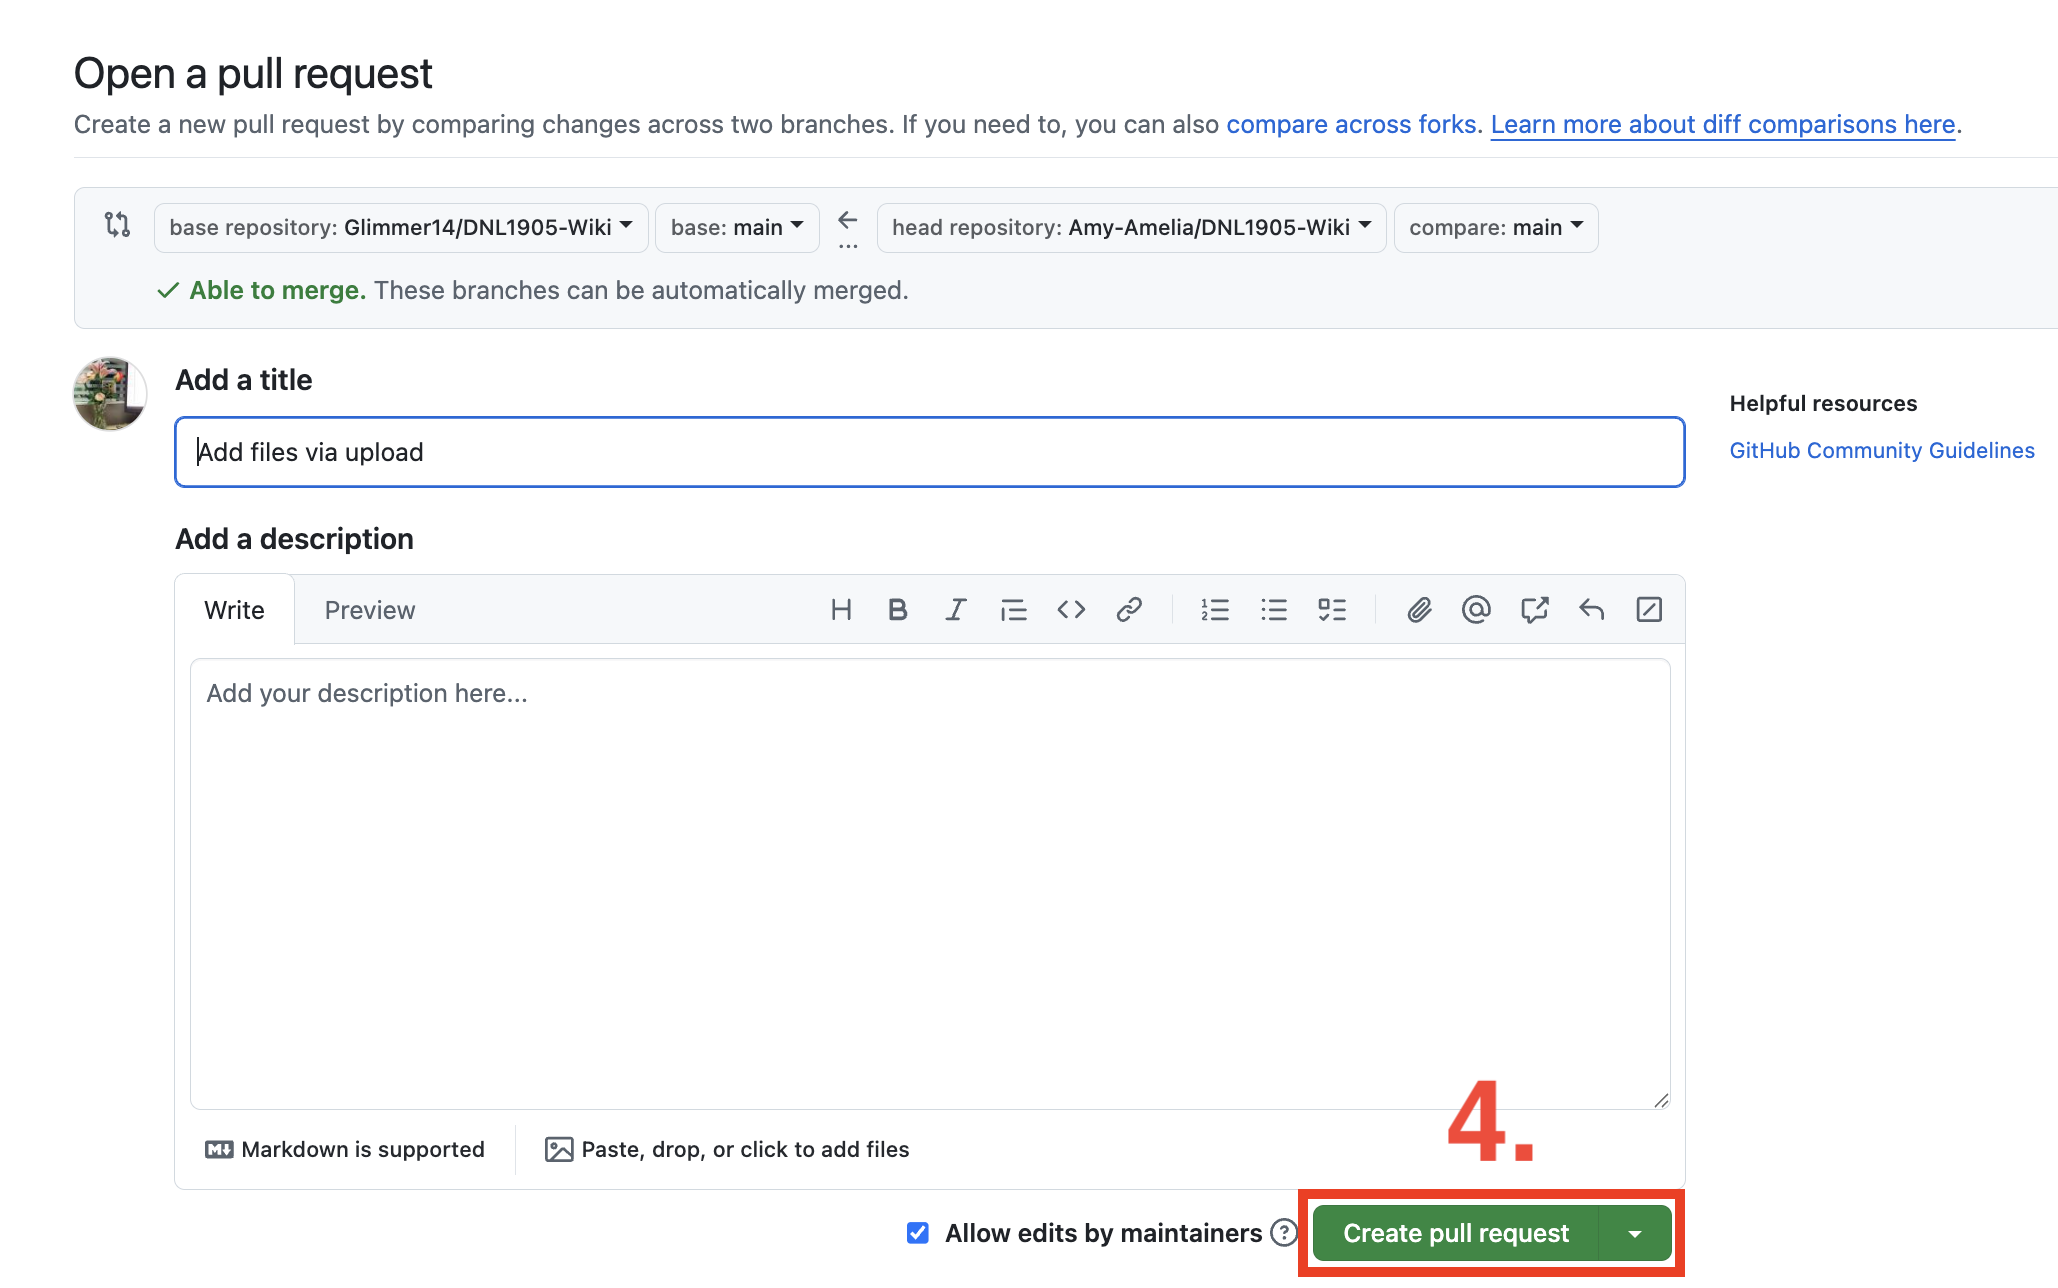 Open a pull request
Create a new pull request by comparing changes across two branches. If you need to, you can also compare across forks. Learn more about diff comparisons here.
base repository: Glimmer14/DNL1905-Wiki base: main ... head repository: Amy-Amelia/DNL1905-Wiki compare: main
Able to merge. These branches can be automatically merged.
Add a title
Helpful resources
Add files via upload
GitHub Community Guidelines
Add a description
Write Preview
Add your description here...
4.
Markdown is supported Paste, drop, or click to add files
Allow edits by maintainers Create pull request